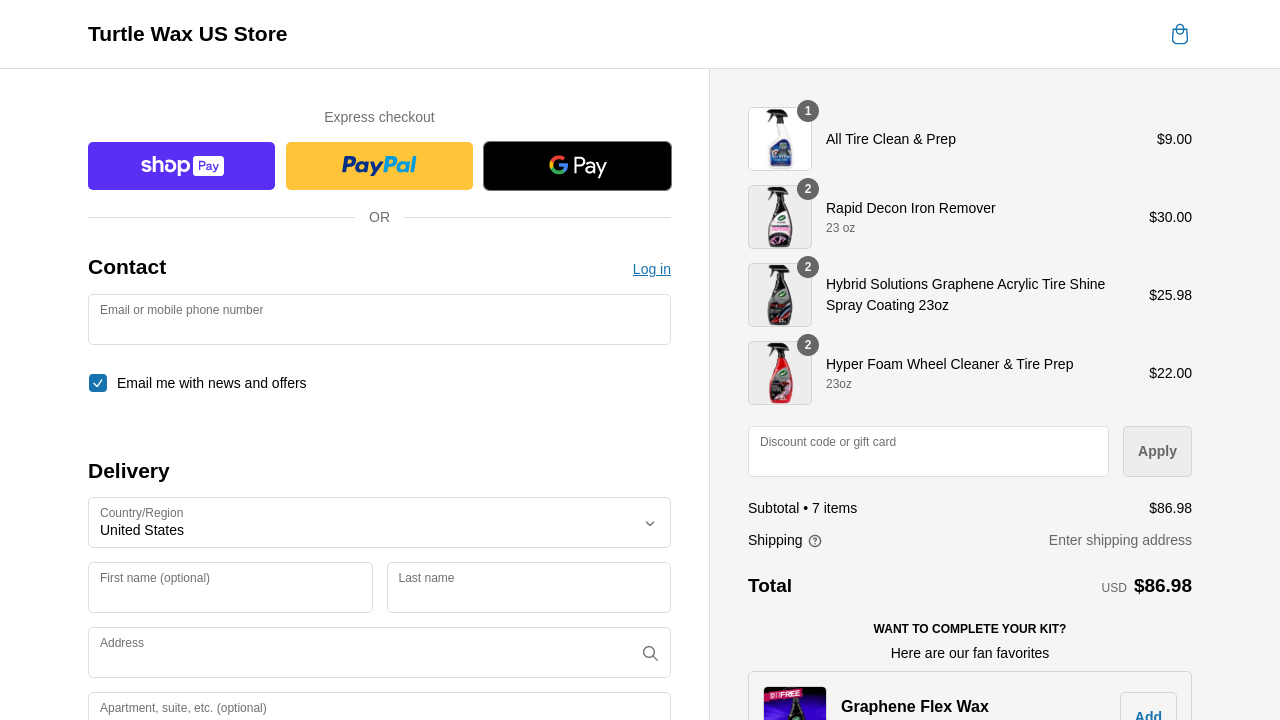 Turtle Wax US Store
Express checkout
shop Pay
PayPal
G Pay
OR
Contact
Log in
Email or mobile phone number
Email me with news and offers
Delivery
Country/Region
United States
First name (optional)
Last name
Address
Apartment, suite, etc. (optional)
1
All Tire Clean & Prep
$9.00
2
Rapid Decon Iron Remover
23 oz
$30.00
2
Hybrid Solutions Graphene Acrylic Tire Shine
Spray Coating 23oz
$25.98
2
Hyper Foam Wheel Cleaner & Tire Prep
23oz
$22.00
Discount code or gift card
Apply
Subtotal • 7 items
$86.98
Shipping
Enter shipping address
Total
USD $86.98
WANT TO COMPLETE YOUR KIT?
Here are our fan favorites
FREE
Graphene Flex Wax
Add